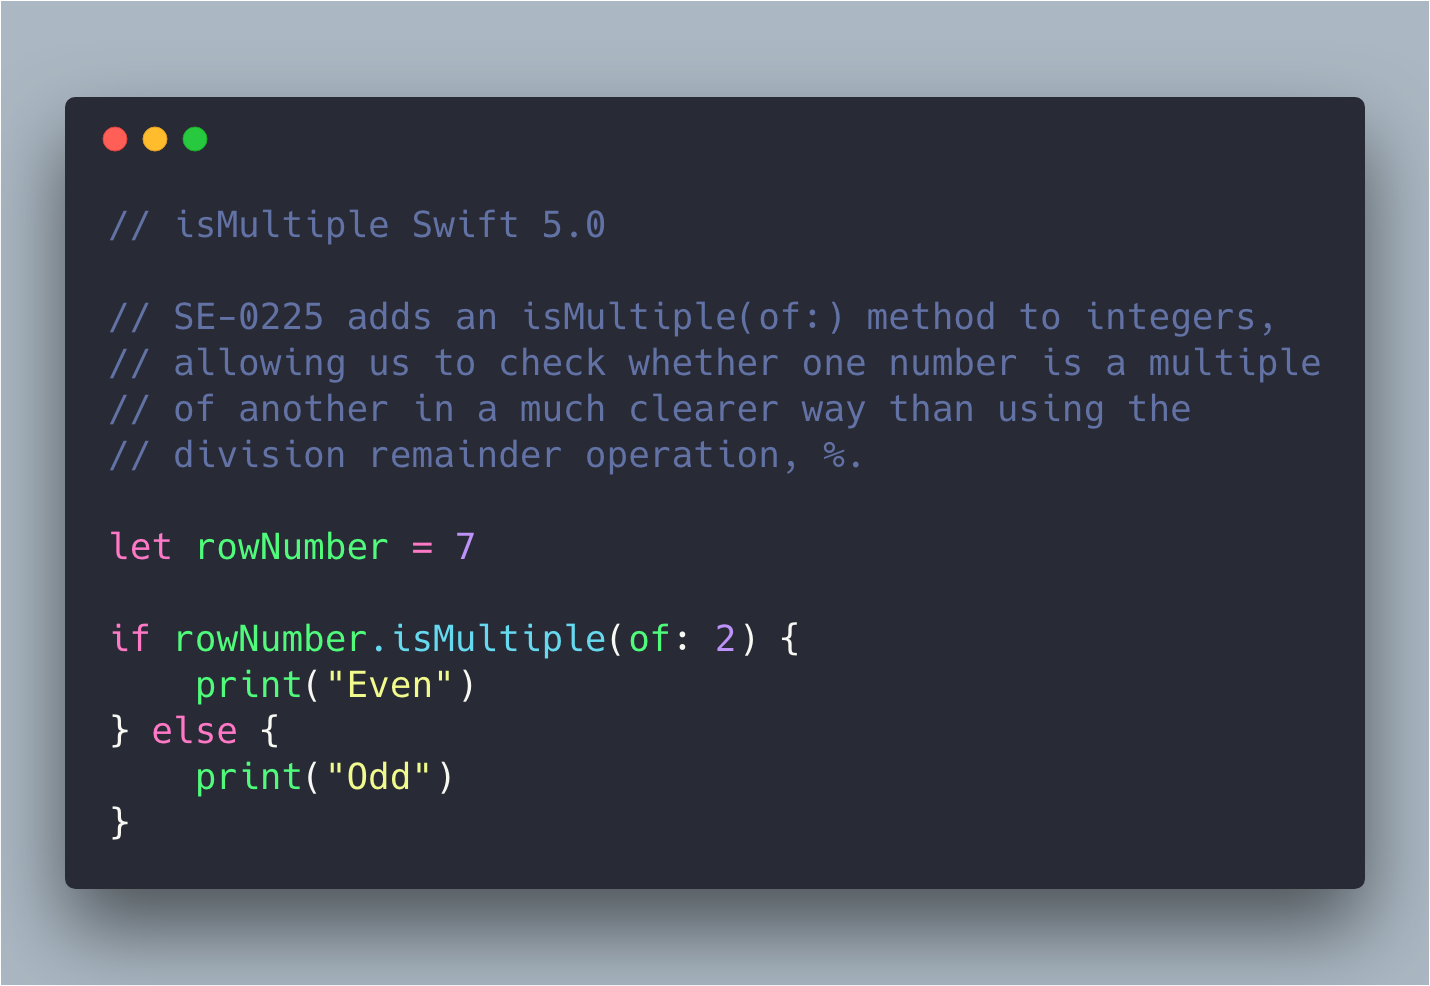 // isMultiple Swift 5.0
// SE-0225 adds an isMultiple(of:) method to integers,
// allowing us to check whether one number is a multiple
// of another in a much clearer way than using the
// division remainder operation, %.
let rowNumber = 7
if rowNumber.isMultiple(of: 2) {
    print("Even")
} else {
    print("Odd")
}